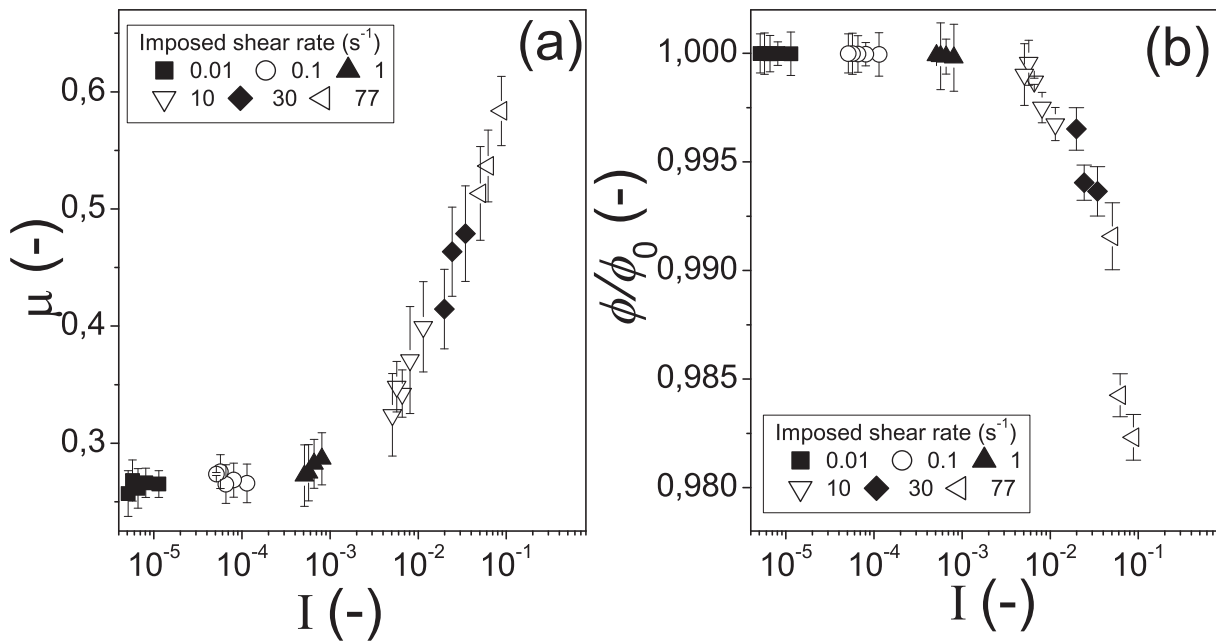 (a)
Imposed shear rate (s⁻¹)
0.01 0.1 1
10 30 77
0,6
0,5
0,4
0,3
μ (-)
10⁻⁵ 10⁻⁴ 10⁻³ 10⁻² 10⁻¹
I (-)
(b)
1,000
0,995
0,990
0,985
0,980
ϕ/ϕ₀ (-)
Imposed shear rate (s⁻¹)
0.01 0.1 1
10 30 77
10⁻⁵ 10⁻⁴ 10⁻³ 10⁻² 10⁻¹
I (-)